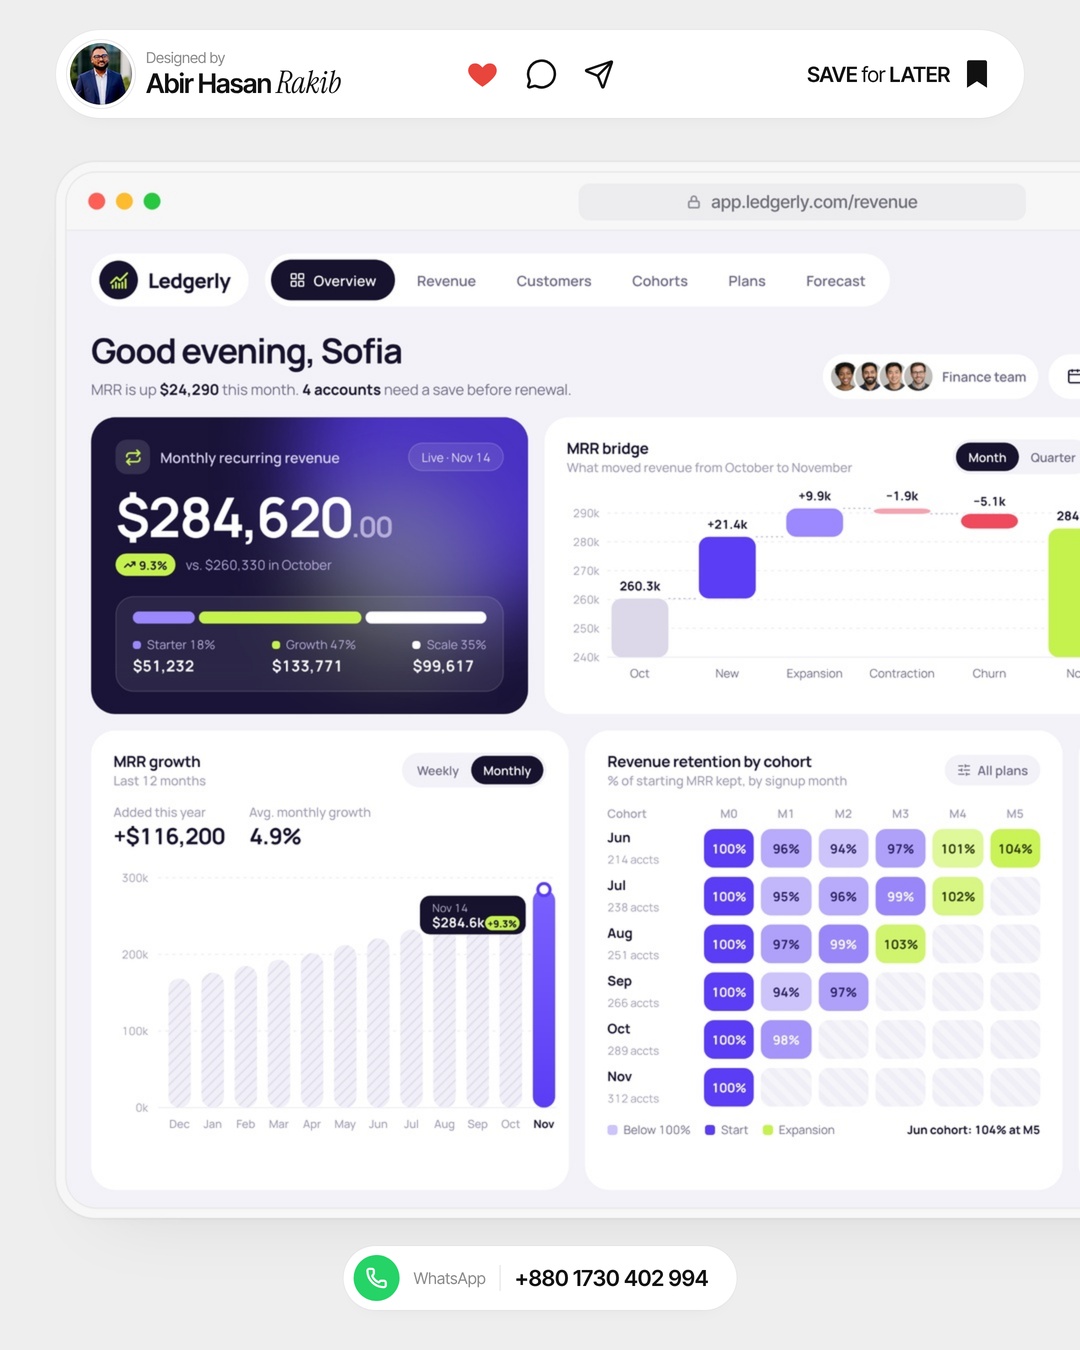 Designed by
Abir Hasan Rakib
SAVE for LATER
app.ledgerly.com/revenue
Ledgerly
Overview
Revenue
Customers
Cohorts
Plans
Forecast
Good evening, Sofia
MRR is up $24,290 this month. 4 accounts need a save before renewal.
Finance team
Monthly recurring revenue
Live · Nov 14
$284,620.00
9.3%
vs. $260,330 in October
Starter 18%
Growth 47%
Scale 35%
$51,232
$133,771
$99,617
MRR bridge
What moved revenue from October to November
Month
Quarter
290k
280k
270k
260k
250k
240k
260.3k
+21.4k
+9.9k
−1.9k
−5.1k
284
Oct
New
Expansion
Contraction
Churn
No
MRR growth
Last 12 months
Weekly
Monthly
Added this year
Avg. monthly growth
+$116,200
4.9%
300k
200k
100k
0k
Nov 14
$284.6k
+9.3%
Dec
Jan
Feb
Mar
Apr
May
Jun
Jul
Aug
Sep
Oct
Nov
Revenue retention by cohort
% of starting MRR kept, by signup month
All plans
Cohort M0 M1 M2 M3 M4 M5
Jun
214 accts
100% 96% 94% 97% 101% 104%
Jul
238 accts
100% 95% 96% 99% 102%
Aug
251 accts
100% 97% 99% 103%
Sep
266 accts
100% 94% 97%
Oct
289 accts
100% 98%
Nov
312 accts
100%
Below 100%
Start
Expansion
Jun cohort: 104% at M5
WhatsApp
+880 1730 402 994